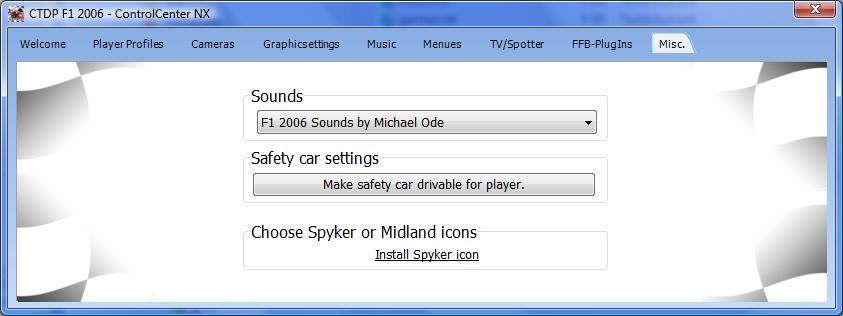 CTDP F1 2006 - ControlCenter NX
Welcome Player Profiles Cameras Graphicsettings Music Menues TV/Spotter FFB-PlugIns Misc.
Sounds
F1 2006 Sounds by Michael Ode
Safety car settings
Make safety car drivable for player.
Choose Spyker or Midland icons
Install Spyker icon